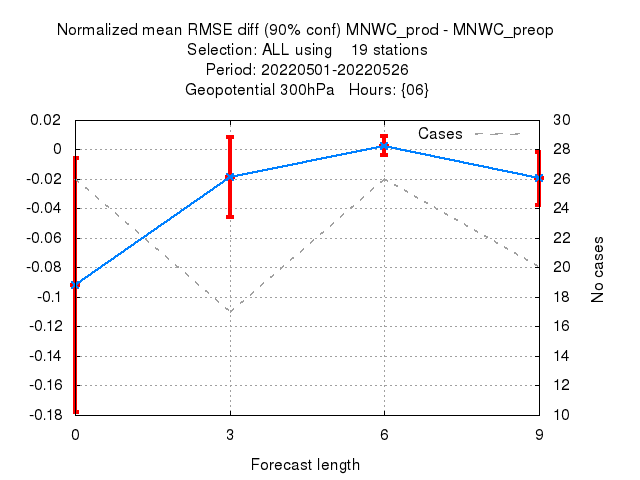 Normalized mean RMSE diff (90% conf) MNWC_prod - MNWC_preop
Selection: ALL using    19 stations
Period: 20220501-20220526
Geopotential 300hPa   Hours: {06}
Cases
0.02
0
-0.02
-0.04
-0.06
-0.08
-0.1
-0.12
-0.14
-0.16
-0.18
30
28
26
24
22
20
18
16
14
12
10
No cases
0 3 6 9
Forecast length